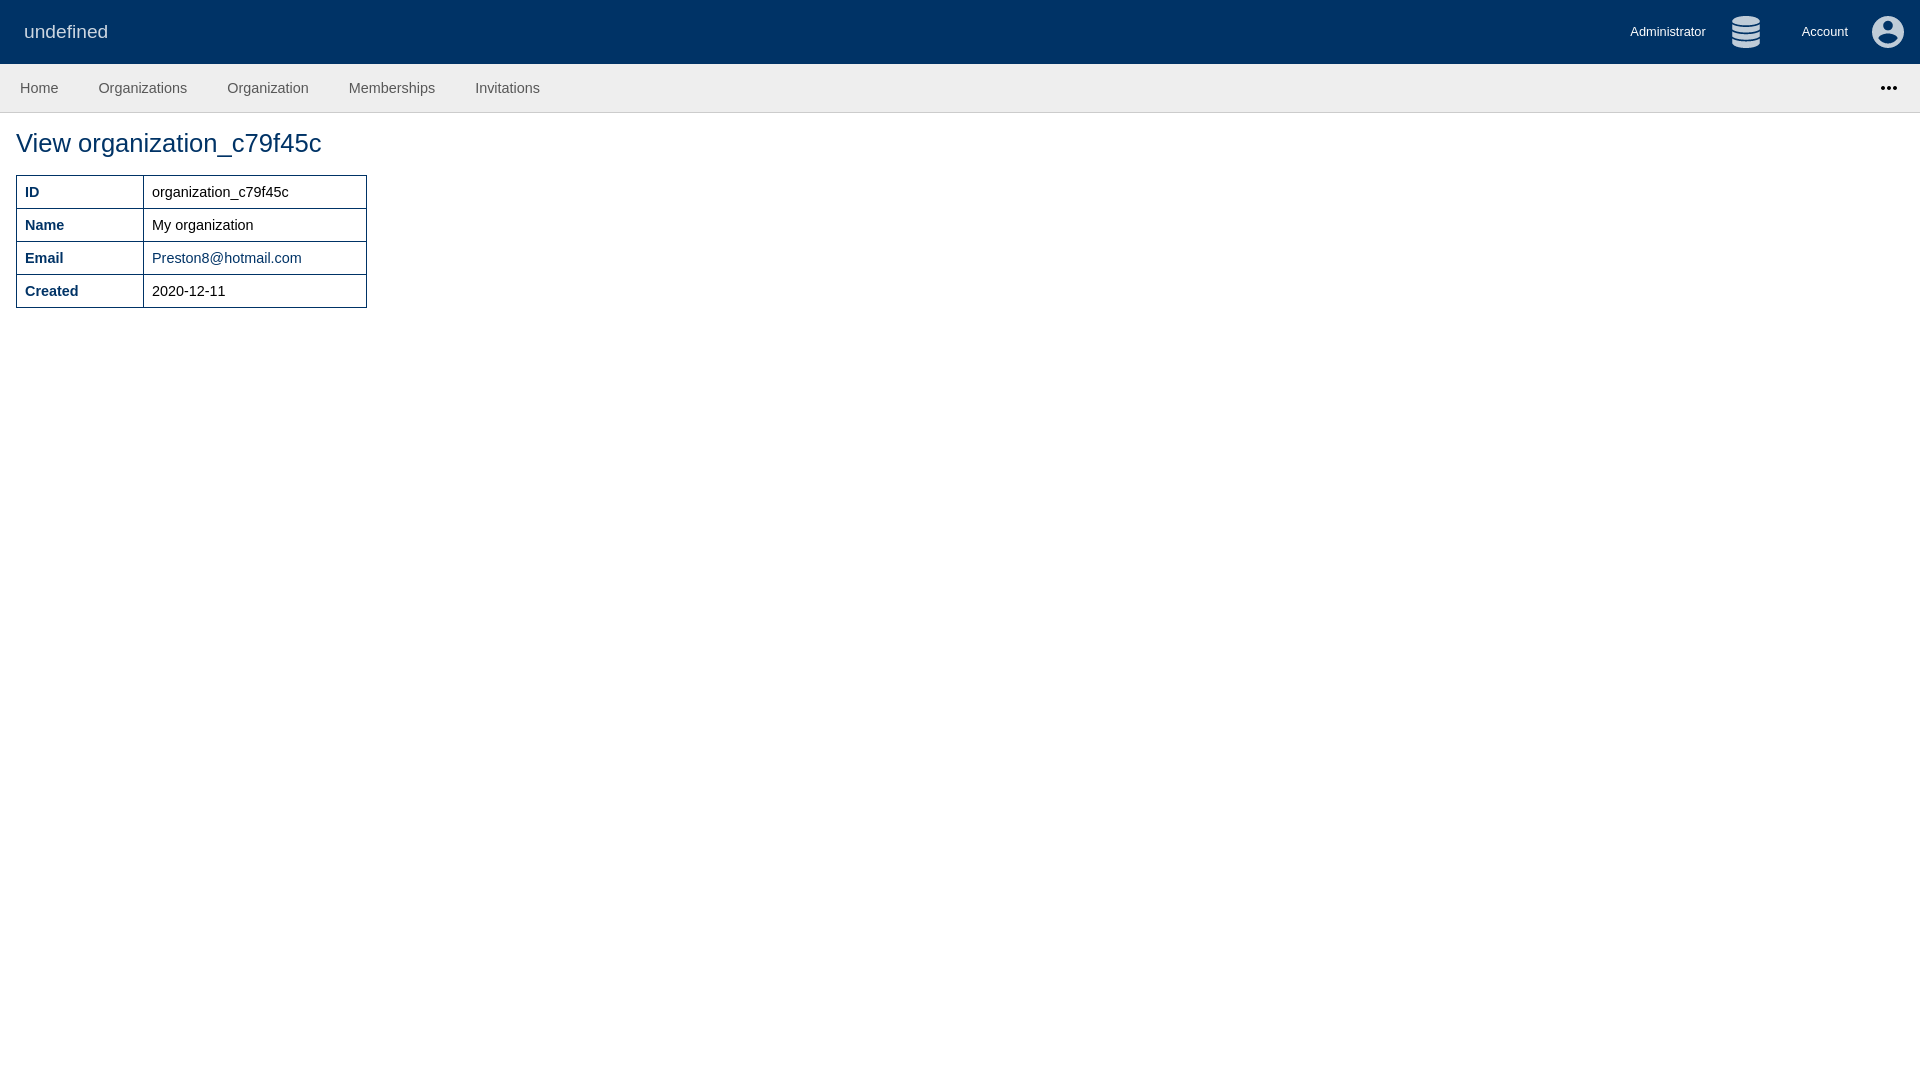 undefined
Administrator
Account
Home
Organizations
Organization
Memberships
Invitations
View organization_c79f45c
ID organization_c79f45c
Name My organization
Email Preston8@hotmail.com
Created 2020-12-11